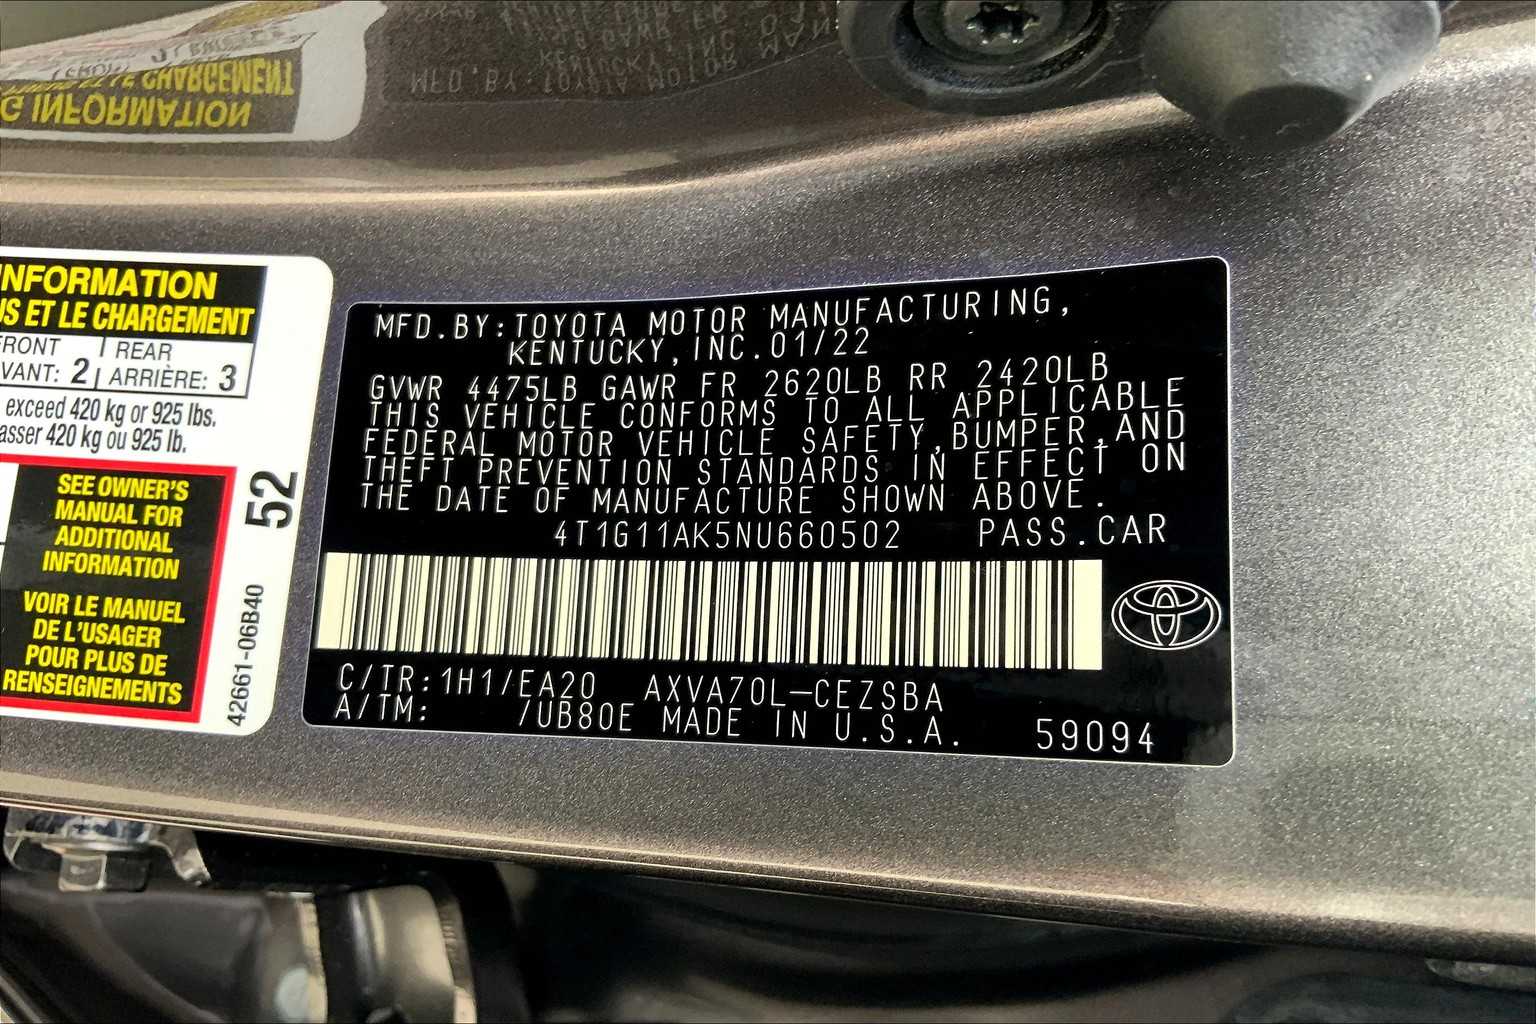 INFORMATION
US ET LE CHARGEMENT
FRONT
REAR
VANT: 2
ARRIÈRE: 3
exceed 420 kg or 925 lbs.
asser 420 kg ou 925 lb.
SEE OWNER'S
MANUAL FOR
ADDITIONAL
INFORMATION
VOIR LE MANUEL
DE L'USAGER
POUR PLUS DE
RENSEIGNEMENTS
52
42661-06B40
MFD.BY:TOYOTA MOTOR MANUFACTURING,
KENTUCKY,INC.01/22
GVWR 4475LB GAWR FR 2620LB RR 2420LB
THIS VEHICLE CONFORMS TO ALL APPLICABLE
FEDERAL MOTOR VEHICLE SAFETY,BUMPER,AND
THEFT PREVENTION STANDARDS IN EFFECT ON
THE DATE OF MANUFACTURE SHOWN ABOVE.
4T1G11AK5NU660502 PASS.CAR
C/TR:1H1/EA20 AXVA70L-CEZSBA
A/TM: /UB80E MADE IN U.S.A. 59094